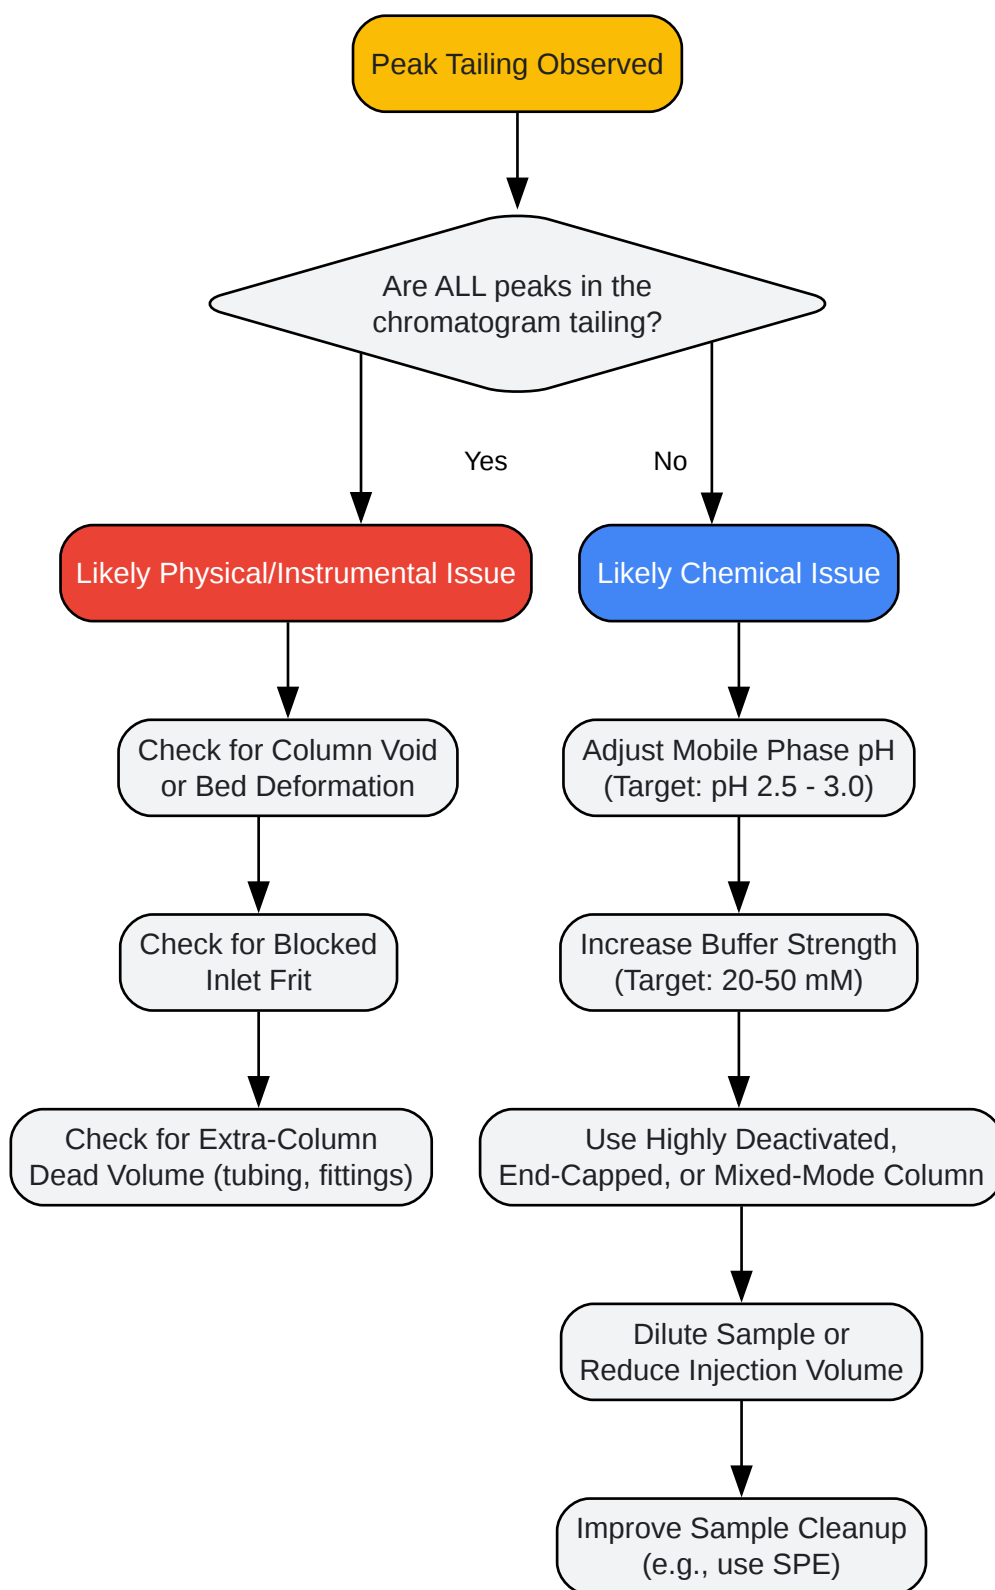 Peak Tailing Observed
Are ALL peaks in the
chromatogram tailing?
Yes
No
Likely Physical/Instrumental Issue
Likely Chemical Issue
Check for Column Void
or Bed Deformation
Adjust Mobile Phase pH
(Target: pH 2.5 - 3.0)
Check for Blocked
Inlet Frit
Increase Buffer Strength
(Target: 20-50 mM)
Check for Extra-Column
Dead Volume (tubing, fittings)
Use Highly Deactivated,
End-Capped, or Mixed-Mode Column
Dilute Sample or
Reduce Injection Volume
Improve Sample Cleanup
(e.g., use SPE)